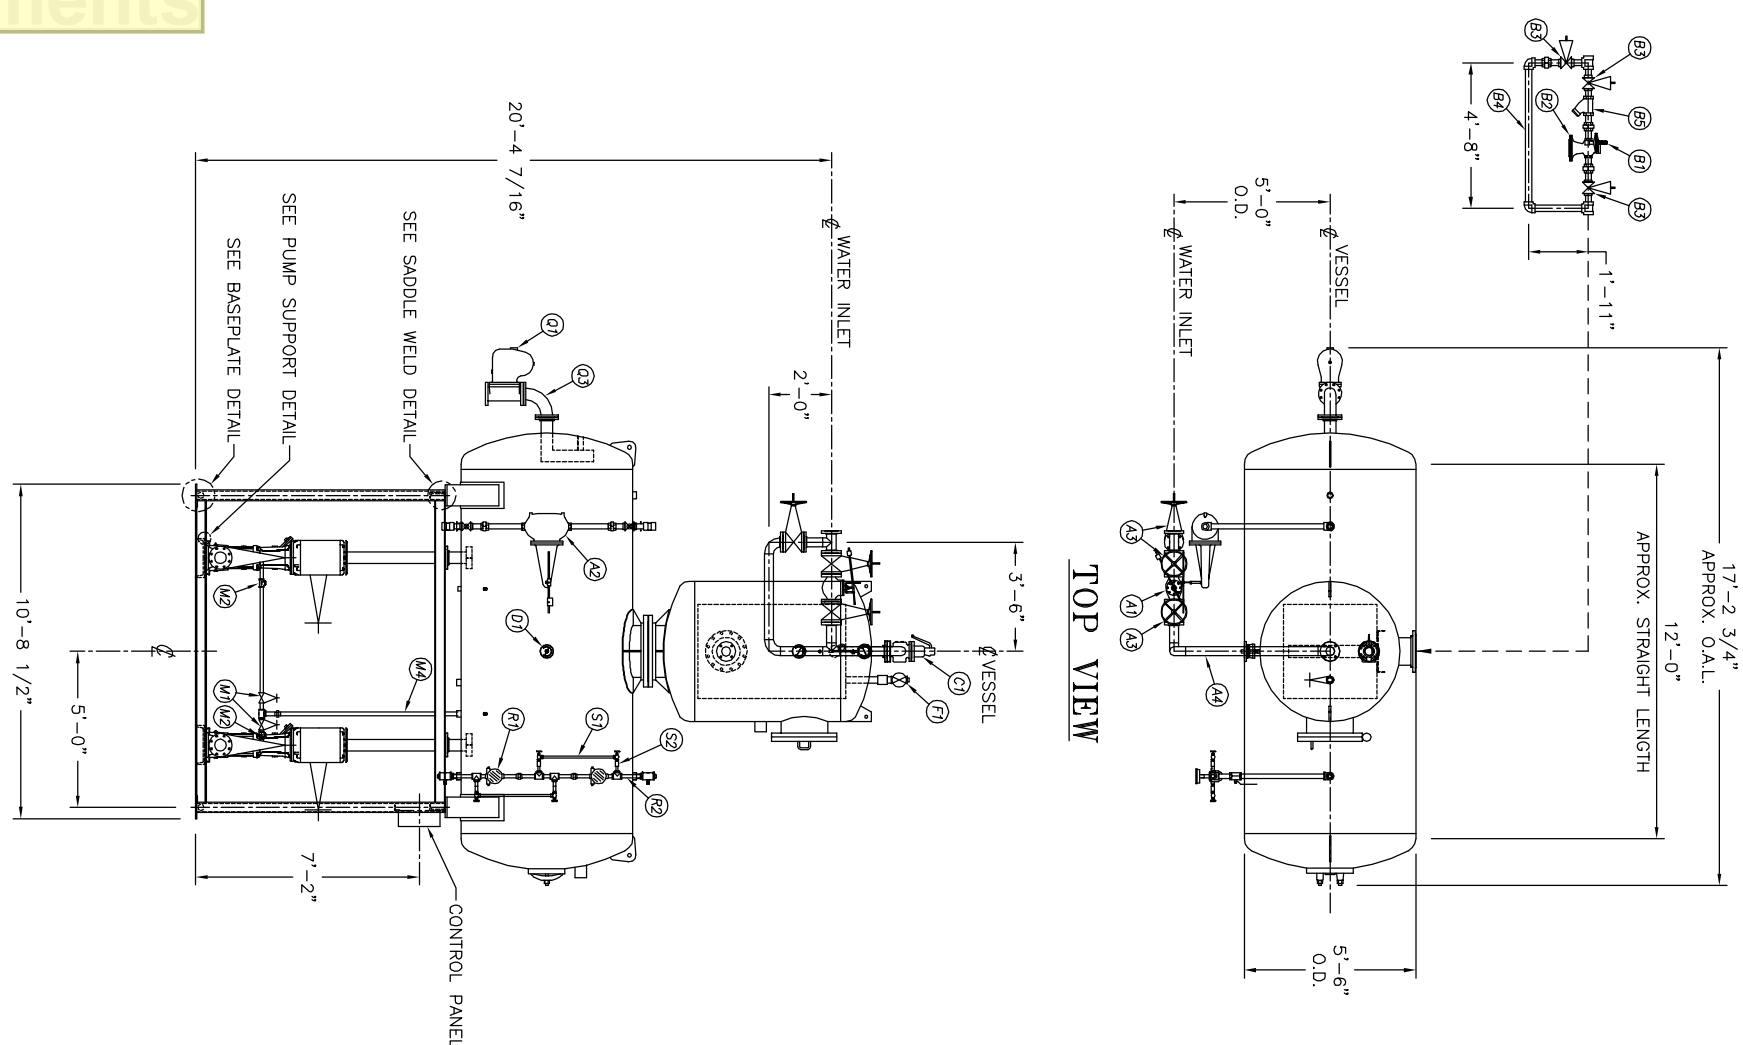 ments
B3
B3
B5
B2
B1
B4
B3
4'-8"
1'-11"
17'-2 3/4"
APPROX. O.A.L.
12'-0"
APPROX. STRAIGHT LENGTH
5'-0"
O.D.
℄ VESSEL
℄ WATER INLET
A3
A1
A3
A4
5'-6"
O.D.
TOP VIEW
20'-4 7/16"
℄ WATER INLET
2'-0"
3'-6"
℄ VESSEL
C1
F1
Q1
Q3
A2
D1
S1
S2
R1
R2
SEE SADDLE WELD DETAIL
SEE PUMP SUPPORT DETAIL
SEE BASEPLATE DETAIL
M2
M4
M1
M2
℄
10'-8 1/2"
5'-0"
7'-2"
CONTROL PANEL